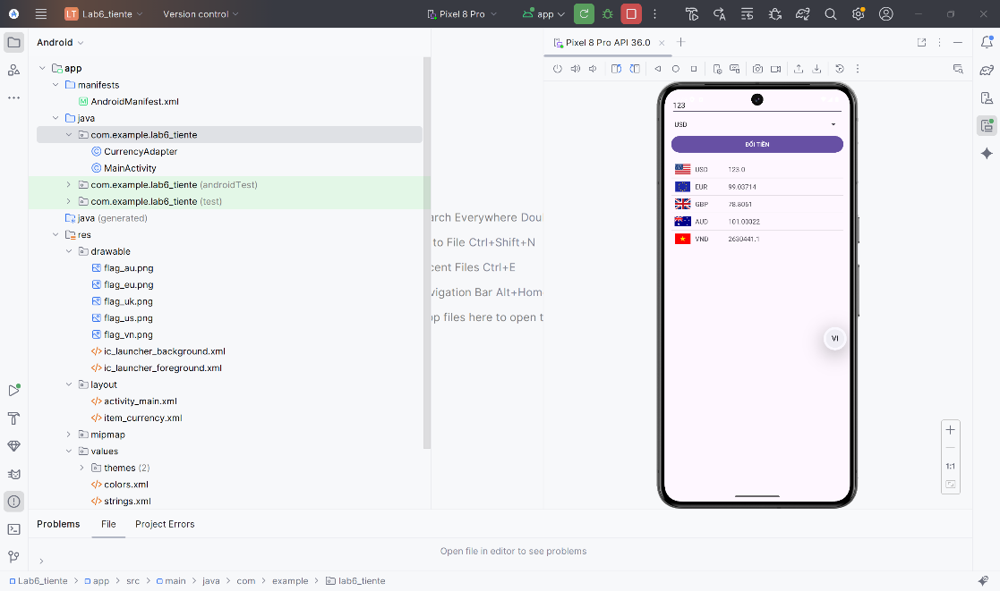 LT Lab6_tiente
Version control
Pixel 8 Pro
app
Android
Pixel 8 Pro API 36.0
app
manifests
AndroidManifest.xml
java
com.example.lab6_tiente
CurrencyAdapter
MainActivity
com.example.lab6_tiente (androidTest)
com.example.lab6_tiente (test)
java (generated)
res
drawable
flag_au.png
flag_eu.png
flag_uk.png
flag_us.png
flag_vn.png
ic_launcher_background.xml
ic_launcher_foreground.xml
layout
activity_main.xml
item_currency.xml
mipmap
values
themes (2)
colors.xml
strings.xml
arch Everywhere Dou
to File Ctrl+Shift+N
cent Files Ctrl+E
vigation Bar Alt+Hom
op files here to open t
123
USD
ĐỔI TIỀN
USD 123.0
EUR 99.03714
GBP 78.8061
AUD 101.00022
VND 2630441.1
VI
1:1
Problems File Project Errors
Open file in editor to see problems
Lab6_tiente > app > src > main > java > com > example > lab6_tiente